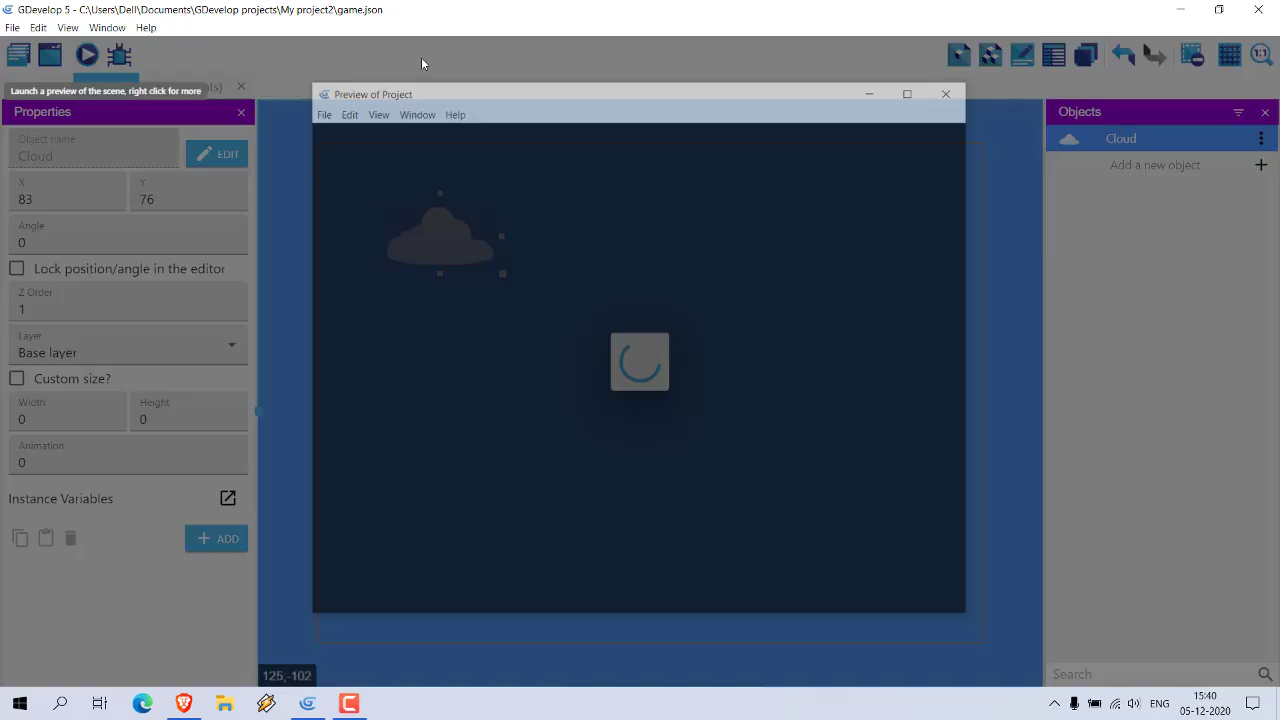 GDevelop 5 - C:\Users\Dell\Documents\GDevelop projects\My project2\game.json
File Edit View Window Help
Launch a preview of the scene, right click for more
s)
Properties
Object name
Cloud
EDIT
X
83
Y
76
Angle
0
Lock position/angle in the editor
Z Order
1
Layer
Base layer
Custom size?
Width
0
Height
0
Animation
0
Instance Variables
ADD
Preview of Project
File Edit View Window Help
125;-102
Objects
Cloud
Add a new object
Search
1:1
ENG
15:40
05-12-2020